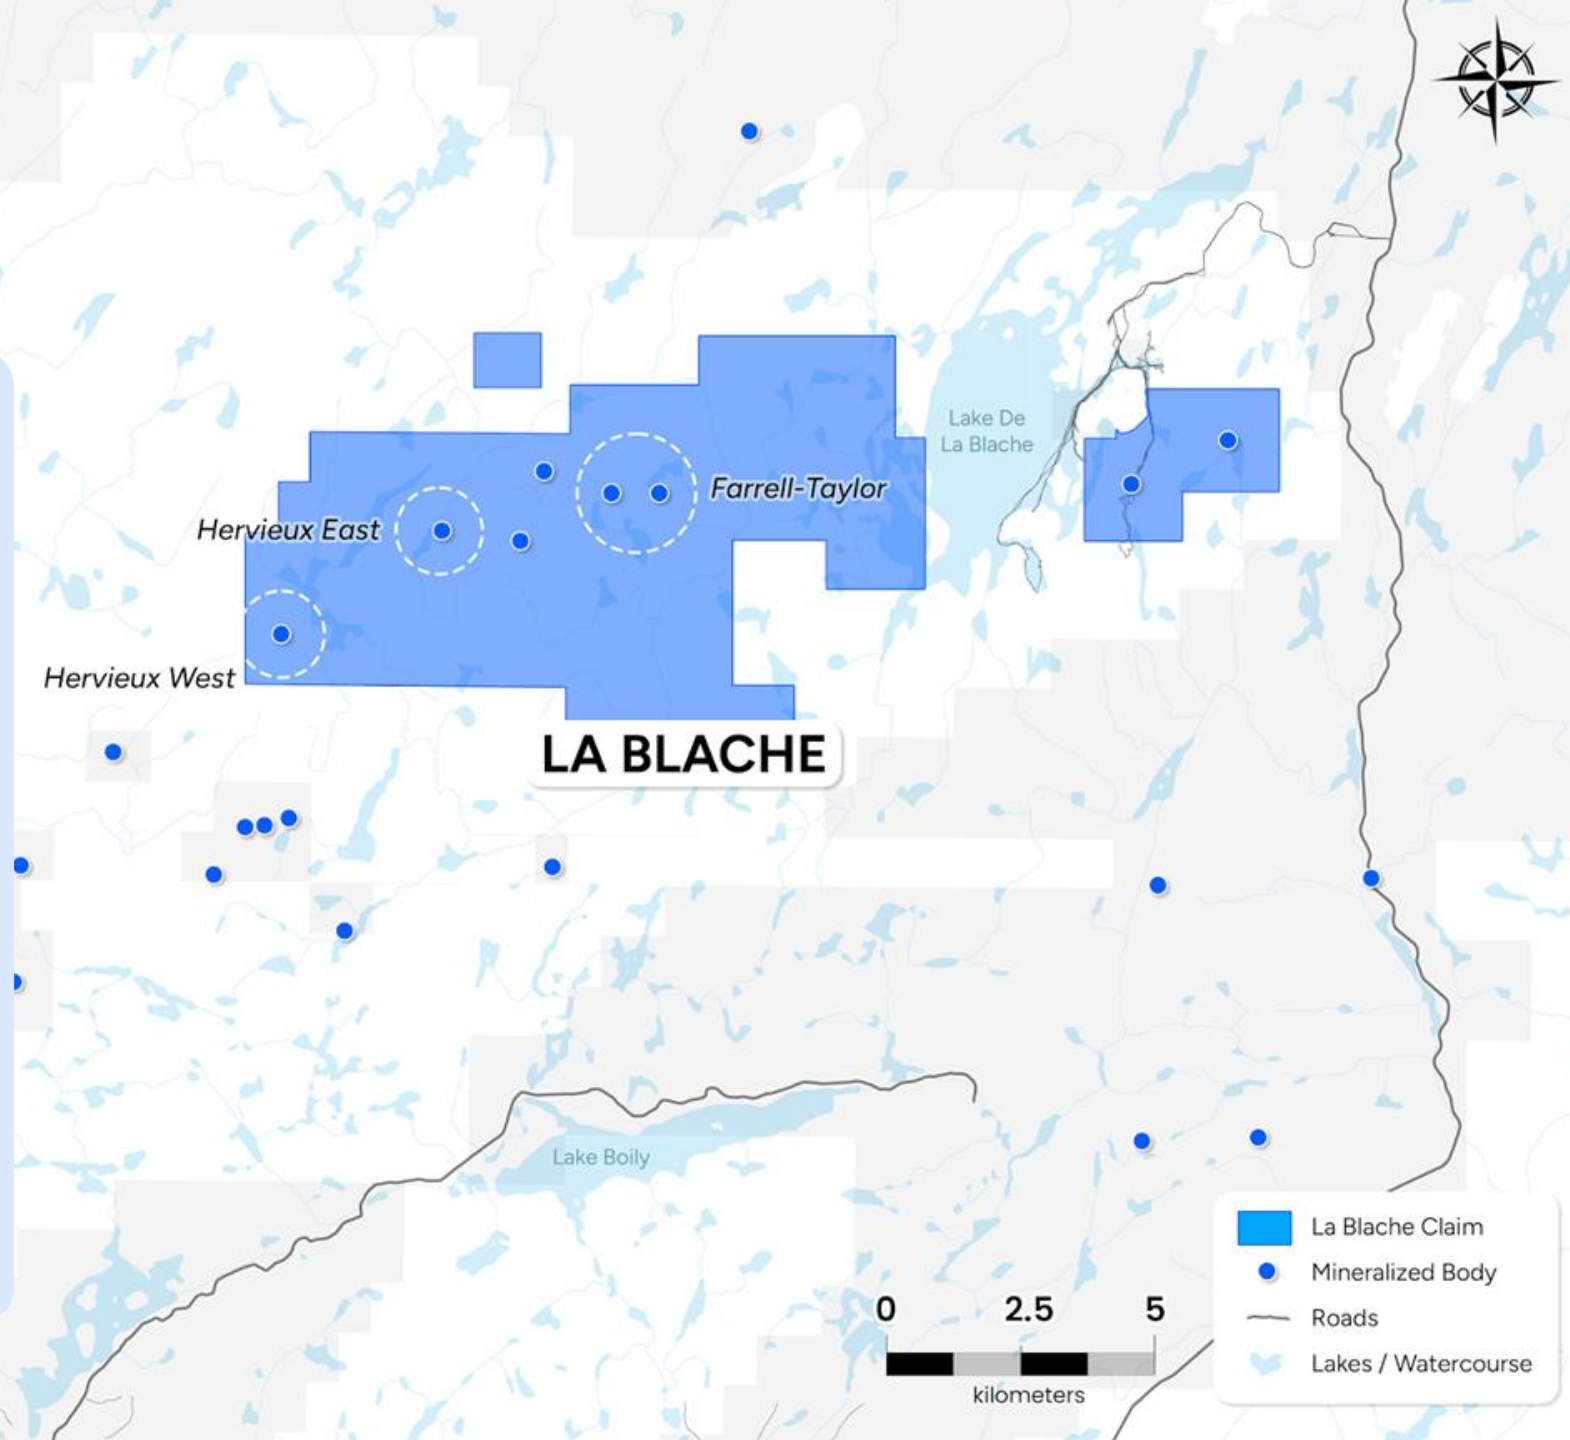 Lake De
La Blache
Farrell-Taylor
Hervieux East
Hervieux West
LA BLACHE
Lake Boily
La Blache Claim
Mineralized Body
Roads
Lakes / Watercourse
0 2.5 5
kilometers